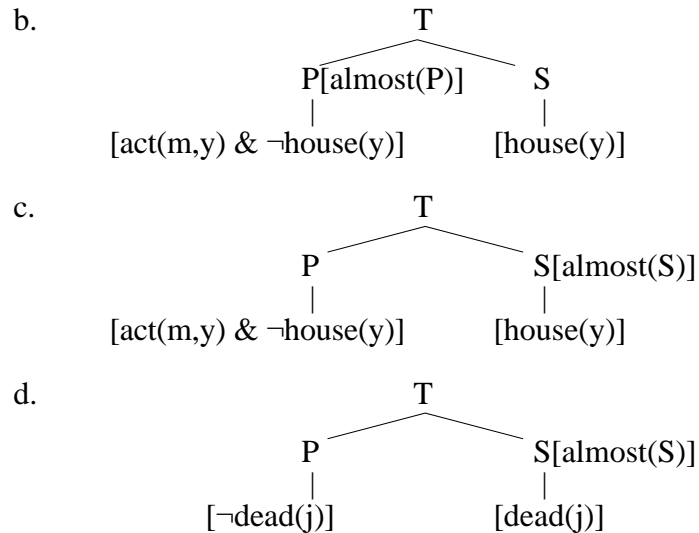 b. T
P[almost(P)] S
[act(m,y) & ¬house(y)] [house(y)]
c. T
P S[almost(S)]
[act(m,y) & ¬house(y)] [house(y)]
d. T
P S[almost(S)]
[¬dead(j)] [dead(j)]